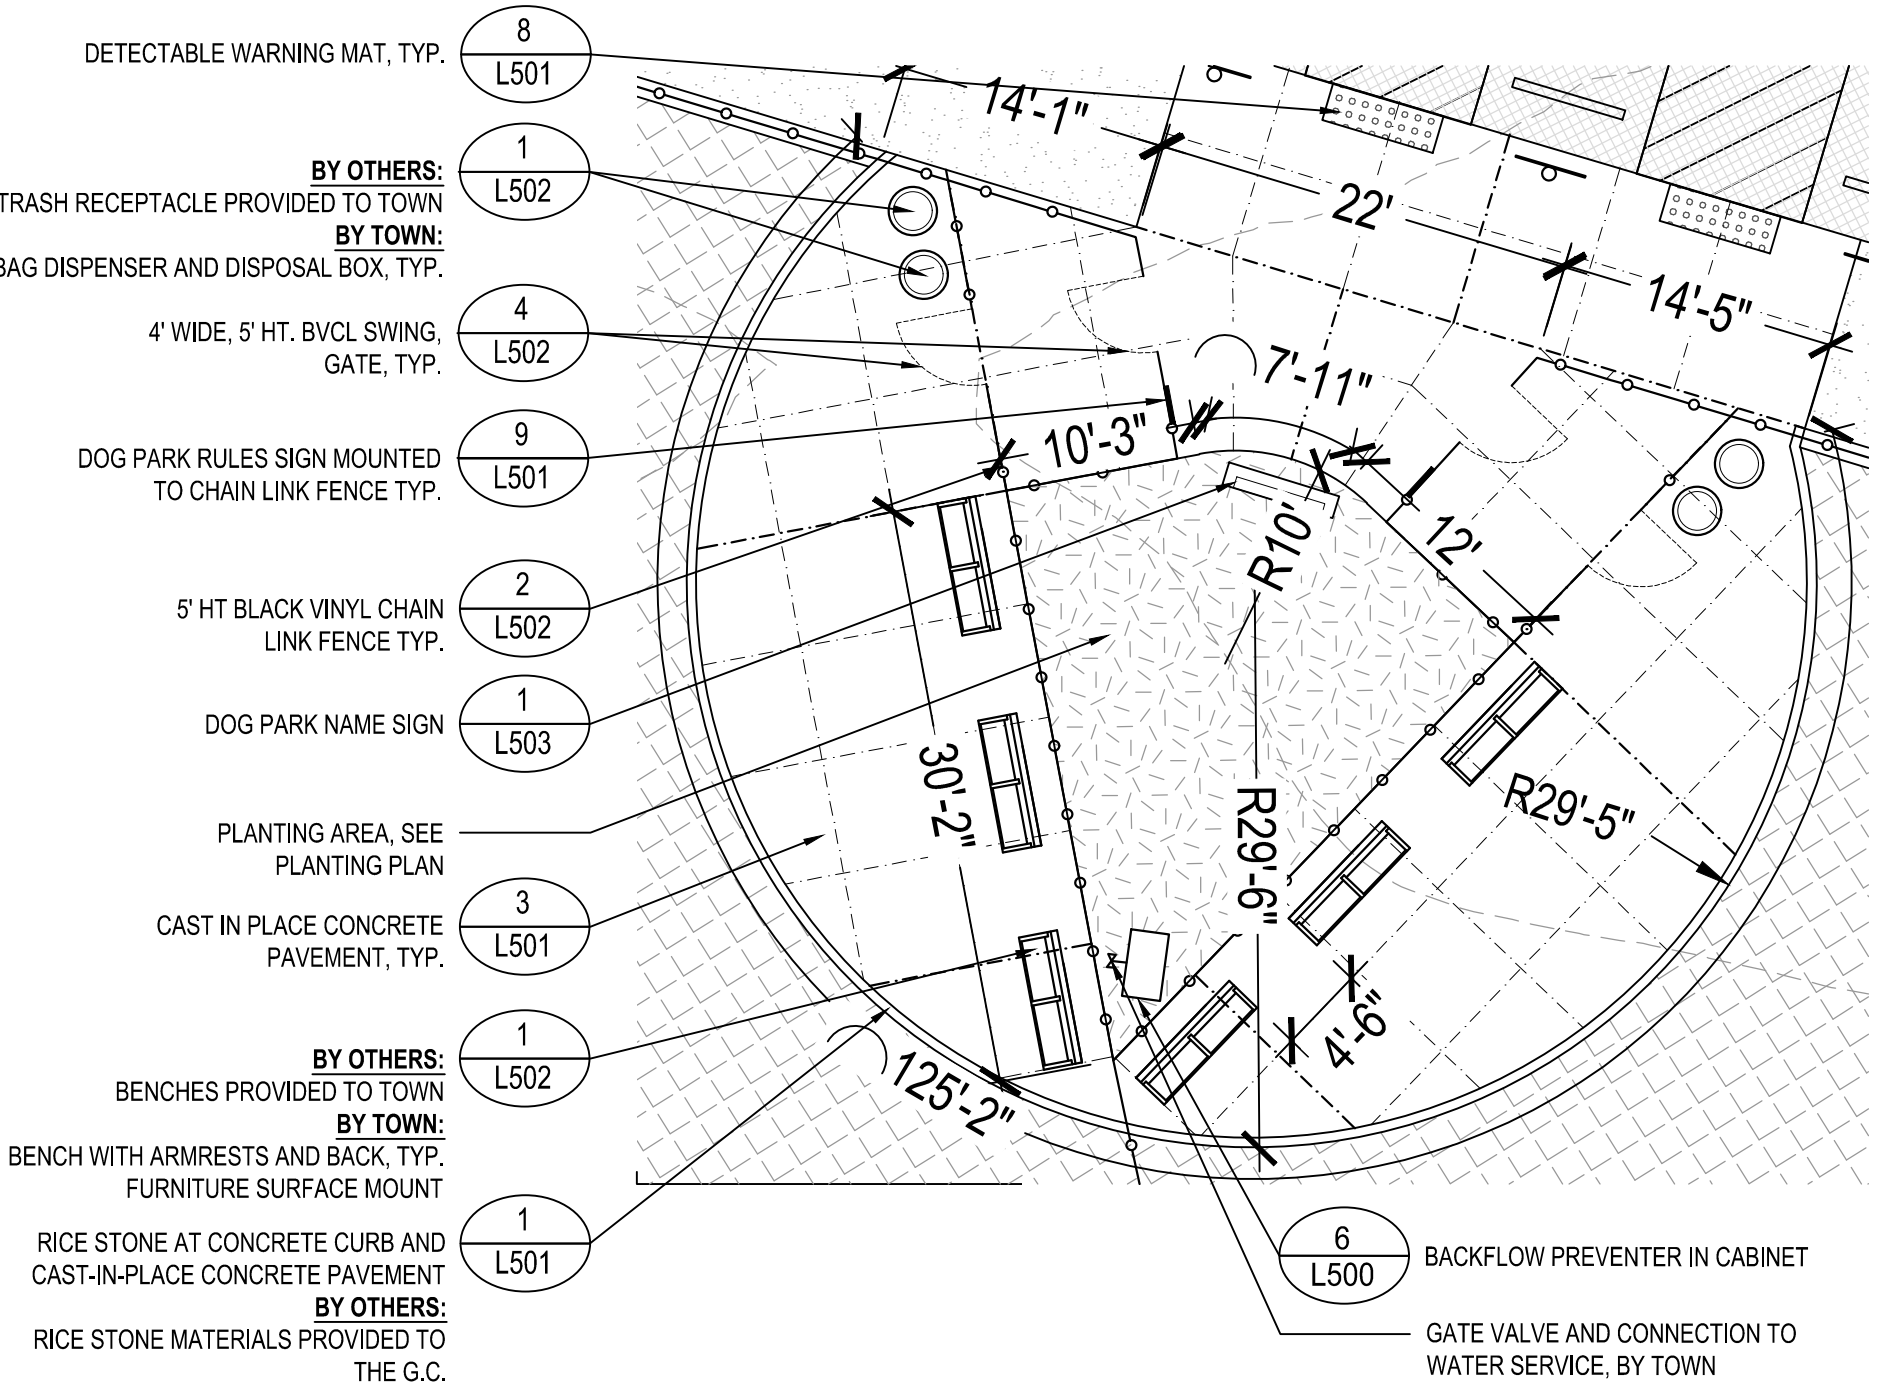 DETECTABLE WARNING MAT, TYP.
8
L501
BY OTHERS:
TRASH RECEPTACLE PROVIDED TO TOWN
BY TOWN:
BAG DISPENSER AND DISPOSAL BOX, TYP.
1
L502
4' WIDE, 5' HT. BVCL SWING,
GATE, TYP.
4
L502
DOG PARK RULES SIGN MOUNTED
TO CHAIN LINK FENCE TYP.
9
L501
5' HT BLACK VINYL CHAIN
LINK FENCE TYP.
2
L502
DOG PARK NAME SIGN
1
L503
PLANTING AREA, SEE
PLANTING PLAN
CAST IN PLACE CONCRETE
PAVEMENT, TYP.
3
L501
BY OTHERS:
BENCHES PROVIDED TO TOWN
BY TOWN:
BENCH WITH ARMRESTS AND BACK, TYP.
FURNITURE SURFACE MOUNT
1
L502
RICE STONE AT CONCRETE CURB AND
CAST-IN-PLACE CONCRETE PAVEMENT
BY OTHERS:
RICE STONE MATERIALS PROVIDED TO
THE G.C.
1
L501
14'-1"
22'
14'-5"
7'-11"
10'-3"
R10'
12'
30'-2"
R29'-6"
R29'-5"
4'-6"
125'-2"
6
L500
BACKFLOW PREVENTER IN CABINET
GATE VALVE AND CONNECTION TO
WATER SERVICE, BY TOWN